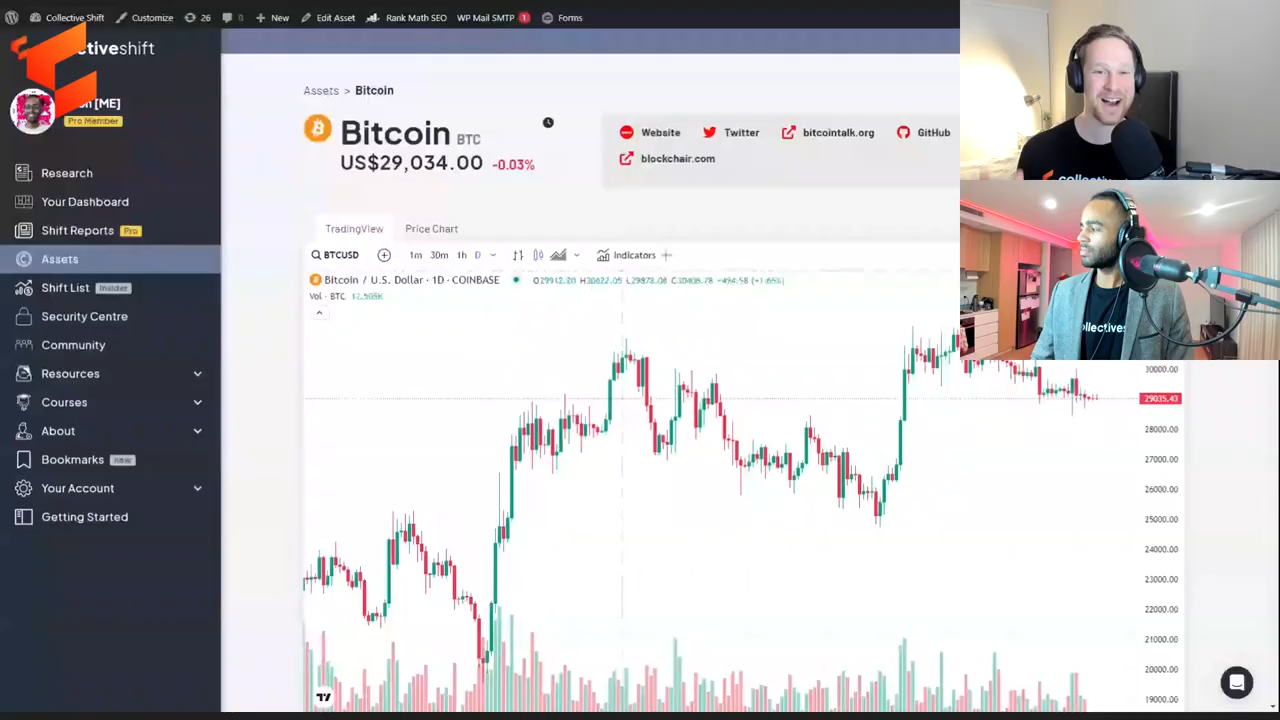 Collective Shift
Customize
26
0
New
Edit Asset
Rank Math SEO
WP Mail SMTP 1
Forms
ctiveshift
[ME]
Pro Member
Research
Your Dashboard
Shift Reports Pro
Assets
Shift List Insider
Security Centre
Community
Resources
Courses
About
Bookmarks new
Your Account
Getting Started
Assets > Bitcoin
Bitcoin BTC
US$29,034.00 -0.03%
Website
Twitter
bitcointalk.org
GitHub
blockchair.com
TradingView
Price Chart
BTCUSD
1m 30m 1h D
Indicators
Bitcoin / U.S. Dollar · 1D · COINBASE
Vol · BTC
30000.00
29035.43
28000.00
27000.00
26000.00
25000.00
24000.00
23000.00
22000.00
21000.00
20000.00
19000.00
collectives
collectives